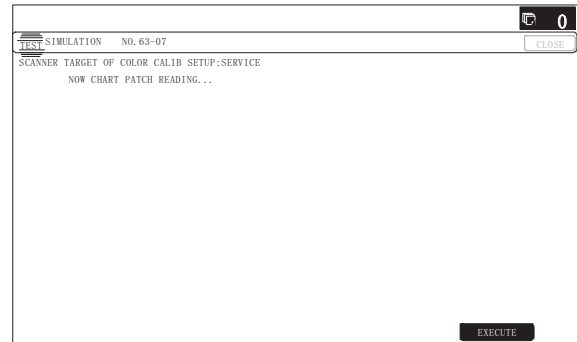 0
TEST SIMULATION NO. 63-07
CLOSE
SCANNER TARGET OF COLOR CALIB SETUP:SERVICE
NOW CHART PATCH READING...
EXECUTE